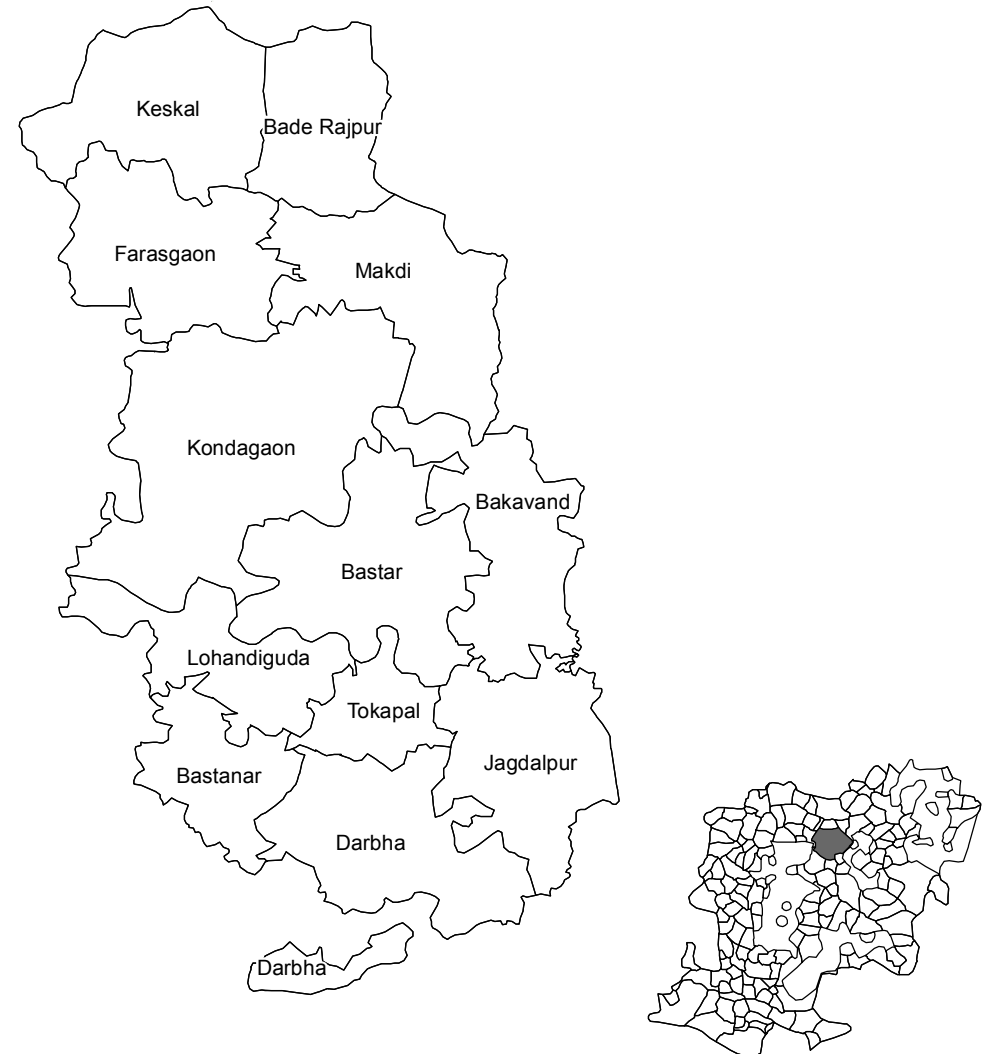 Keskal
Bade Rajpur
Farasgaon
Makdi
Kondagaon
Bakavand
Bastar
Lohandiguda
Tokapal
Jagdalpur
Bastanar
Darbha
Darbha